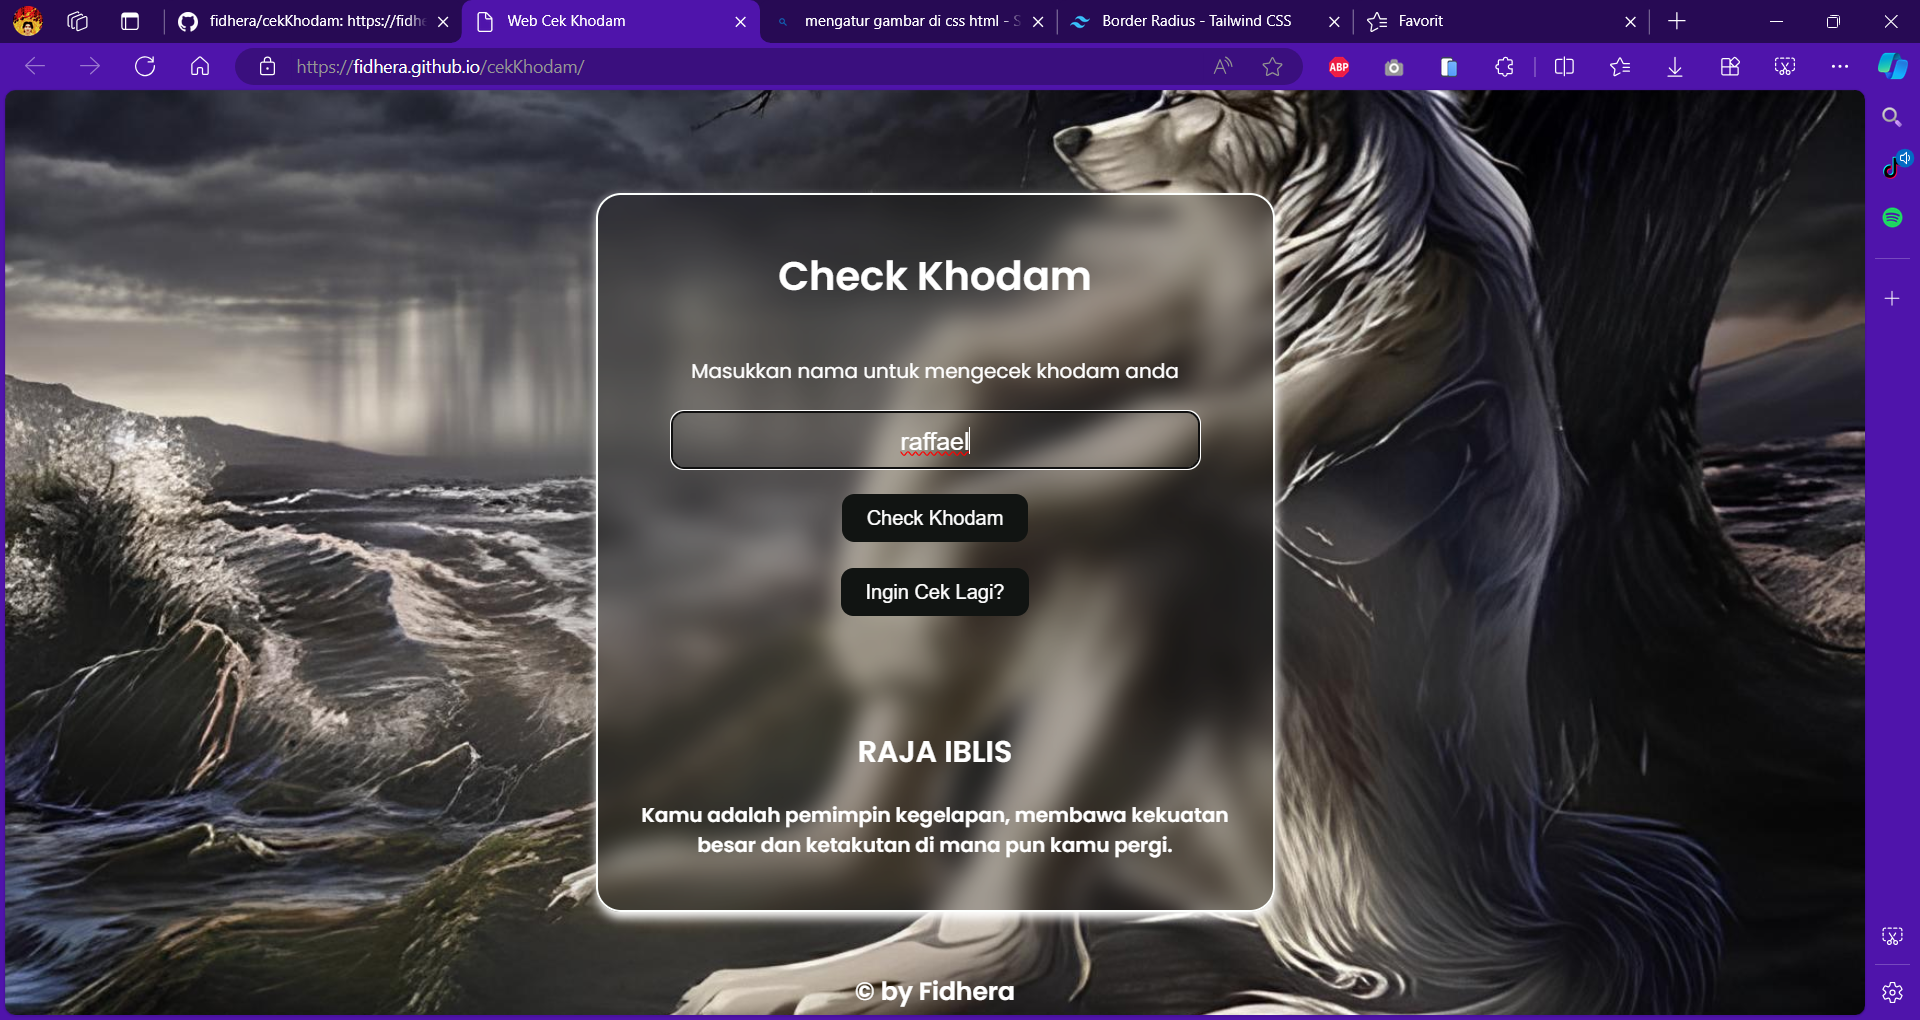 fidhera/cekKhodam: https://fidhe
Web Cek Khodam
mengatur gambar di css html - S
Border Radius - Tailwind CSS
Favorit
https://fidhera.github.io/cekKhodam/
ABP
Check Khodam
Masukkan nama untuk mengecek khodam anda
raffael
Check Khodam
Ingin Cek Lagi?
RAJA IBLIS
Kamu adalah pemimpin kegelapan, membawa kekuatan
besar dan ketakutan di mana pun kamu pergi.
© by Fidhera